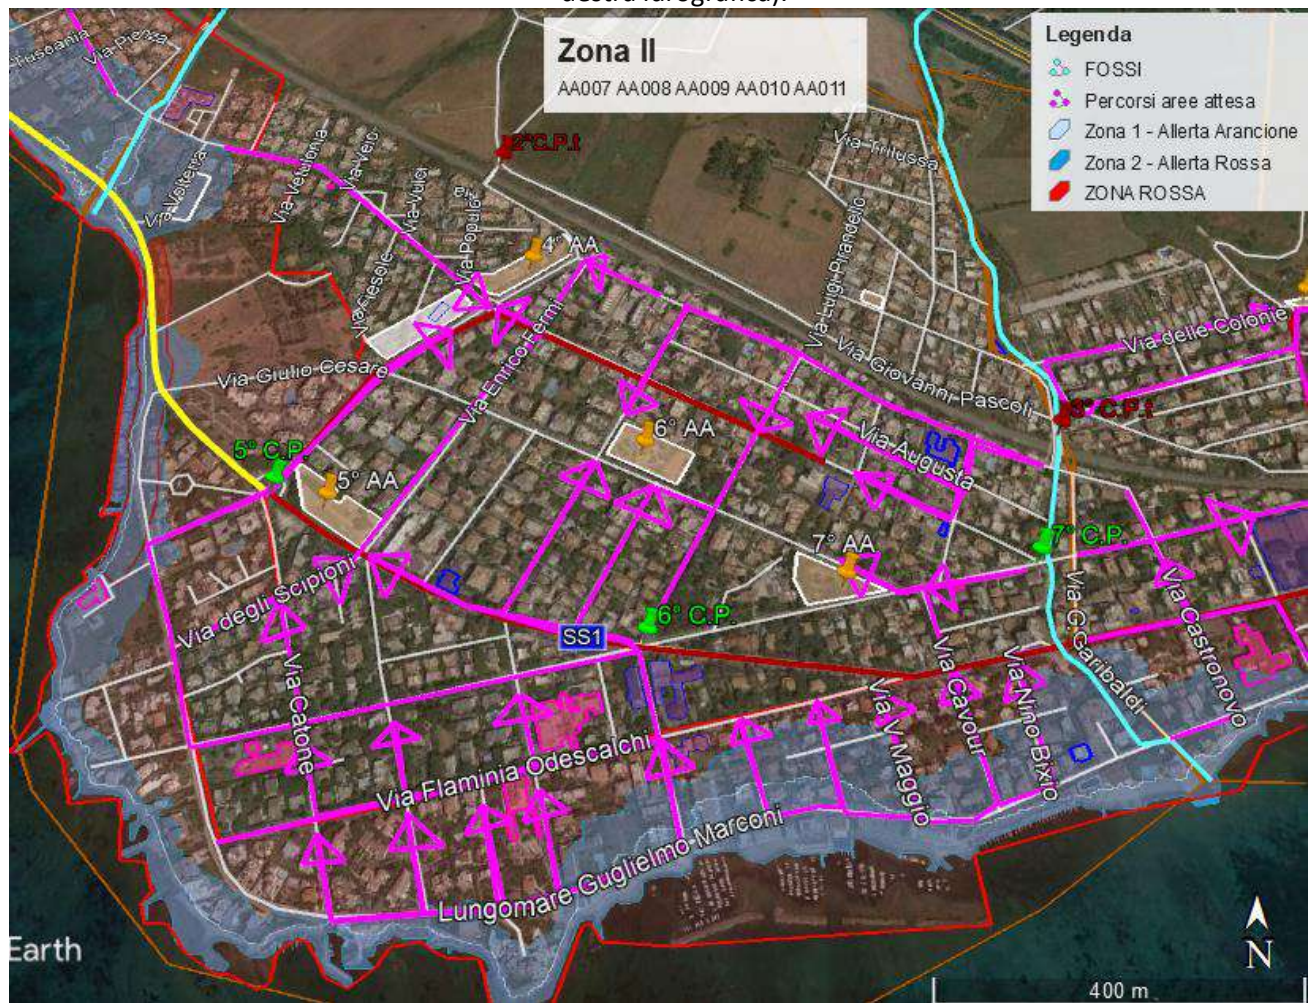 destra idrografica).
Zona II
AA007 AA008 AA009 AA010 AA011
Legenda
FOSSI
Percorsi aree attesa
Zona 1 - Allerta Arancione
Zona 2 - Allerta Rossa
ZONA ROSSA
Tuscania
Via Pienza
Via Volterra
Via Vetulonia
Via Veio
Via Vulci
Via Populonia
Via Fiesole
2°C.P.t
Via Trilussa
Via Luigi Pirandello
4° AA
Via Enrico Fermi
Via Giulio Cesare
Via Giovanni Pascoli
Via delle Colonie
3° C.P.t
Via Augusta
6° AA
5° C.P.
5° AA
7° AA
7° C.P.
Via degli Scipioni
6° C.P.
SS1
Via G Garibaldi
Via Castronovo
Via Catone
Via Cavour
Via Nino Bixio
Via V Maggio
Via Flaminia Odescalchi
Lungomare Guglielmo Marconi
Earth
N
400 m